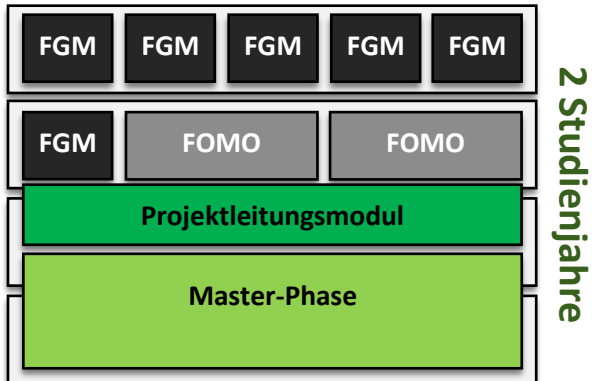 FGM FGM FGM FGM FGM
FGM FOMO FOMO
Projektleitungsmodul
Master-Phase
2 Studienjahre